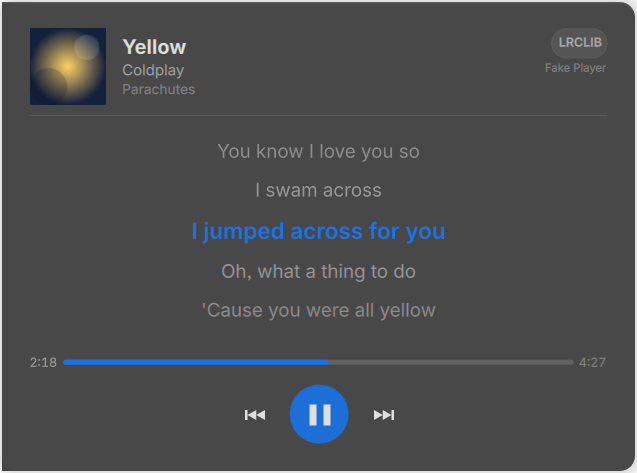 Yellow
Coldplay
Parachutes
LRCLIB
Fake Player
You know I love you so
I swam across
I jumped across for you
Oh, what a thing to do
'Cause you were all yellow
2:18
4:27